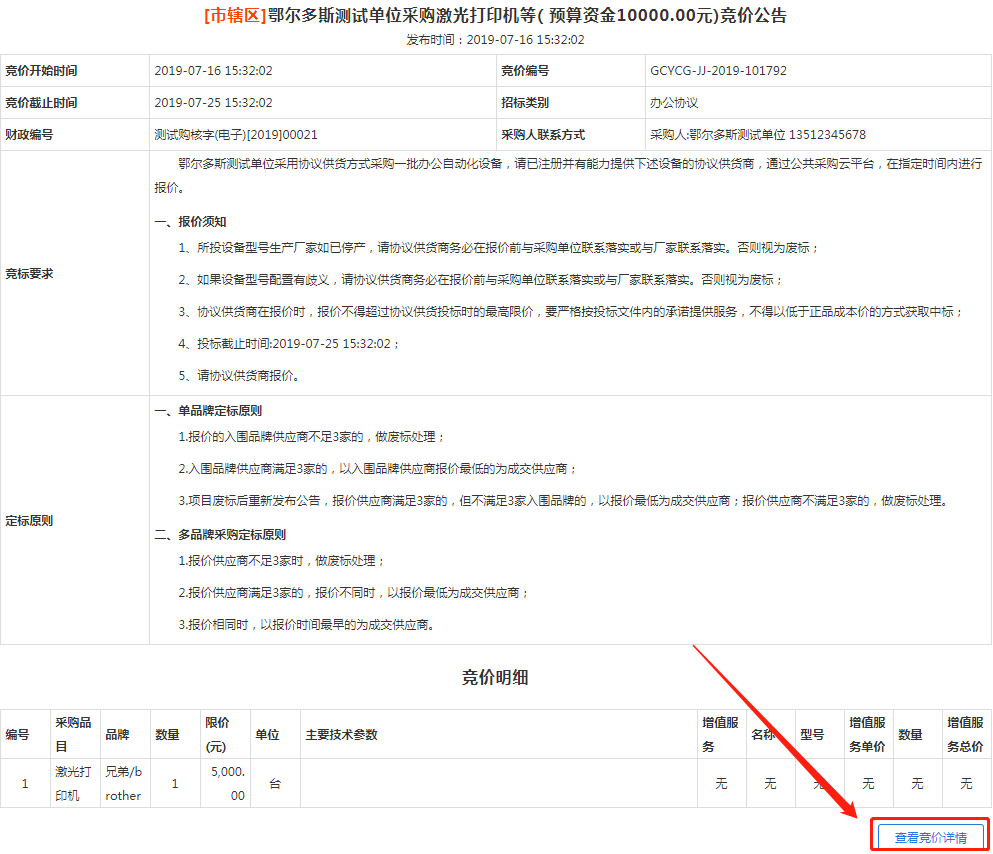 [市辖区]鄂尔多斯测试单位采购激光打印机等( 预算资金10000.00元)竞价公告
发布时间：2019-07-16 15:32:02
竞价开始时间 2019-07-16 15:32:02 竞价编号 GCYCG-JJ-2019-101792
竞价截止时间 2019-07-25 15:32:02 招标类别 办公协议
财政编号 测试购核字(电子)[2019]00021 采购人联系方式 采购人:鄂尔多斯测试单位 13512345678
竞标要求
鄂尔多斯测试单位采用协议供货方式采购一批办公自动化设备，请已注册并有能力提供下述设备的协议供货商，通过公共采购云平台，在指定时间内进行
报价。
一、报价须知
1、所投设备型号生产厂家如已停产，请协议供货商务必在报价前与采购单位联系落实或与厂家联系落实。否则视为废标；
2、如果设备型号配置有歧义，请协议供货商务必在报价前与采购单位联系落实或与厂家联系落实。否则视为废标；
3、协议供货商在报价时，报价不得超过协议供货投标时的最高限价，要严格按投标文件内的承诺提供服务，不得以低于正品成本价的方式获取中标；
4、投标截止时间:2019-07-25 15:32:02；
5、请协议供货商报价。
定标原则
一、单品牌定标原则
1.报价的入围品牌供应商不足3家的，做废标处理；
2.入围品牌供应商满足3家的，以入围品牌供应商报价最低的为成交供应商；
3.项目废标后重新发布公告，报价供应商满足3家的，但不满足3家入围品牌的，以报价最低为成交供应商；报价供应商不满足3家的，做废标处理。
二、多品牌采购定标原则
1.报价供应商不足3家时，做废标处理；
2.报价供应商满足3家的，报价不同时，以报价最低为成交供应商；
3.报价相同时，以报价时间最早的为成交供应商。
竞价明细
编号 采购品 品牌 数量 限价 单位 主要技术参数 增值服 名称 型号 增值服 数量 增值服
目 (元) 务 务单价 务总价
1 激光打 兄弟/b 1 5,000. 台 无 无 无 无 无 无
印机 rother 00
查看竞价详情